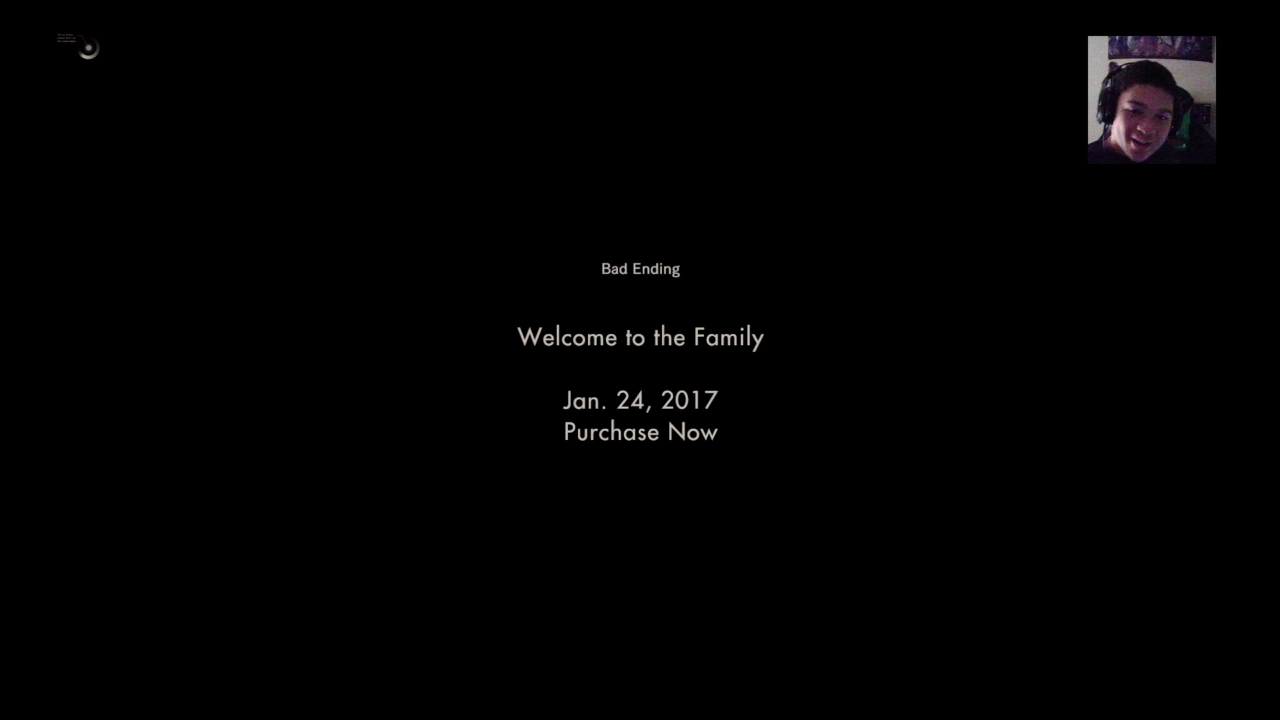 Bad Ending
Welcome to the Family
Jan. 24, 2017
Purchase Now